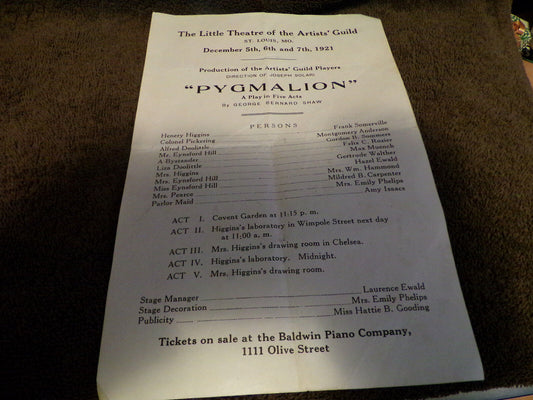 The Little Theatre of the Artists' Guild
ST. LOUIS, MO.
December 5th, 6th and 7th, 1921
Production of the Artists' Guild Players
DIRECTION OF JOSEPH SOLARI
"PYGMALION"
A Play in Five Acts
By GEORGE BERNARD SHAW
PERSONS
Henery Higgins Frank Somerville
Colonel Pickering Montgomery Anderson
Alfred Doolittle Gordon B. Sommers
Mr. Eynsford Hill Felix C. Rosier
A Bystander Max Muench
Liza Doolittle Gertrude Walther
Mrs. Higgins Hazel Ewald
Mrs. Eynsford Hill Mrs. Wm. Hammond
Miss Eynsford Hill Mildred B. Carpenter
Mrs. Pearce Mrs. Emily Phelips
Parlor Maid Amy Isaacs
ACT I. Covent Garden at 11:15 p. m.
ACT II. Higgins's laboratory in Wimpole Street next day
at 11:00 a. m.
ACT III. Mrs. Higgins's drawing room in Chelsea.
ACT IV. Higgins's laboratory. Midnight.
ACT V. Mrs. Higgins's drawing room.
Stage Manager Laurence Ewald
Stage Decoration Mrs. Emily Phelips
Publicity Miss Hattie B. Gooding
Tickets on sale at the Baldwin Piano Company,
1111 Olive Street